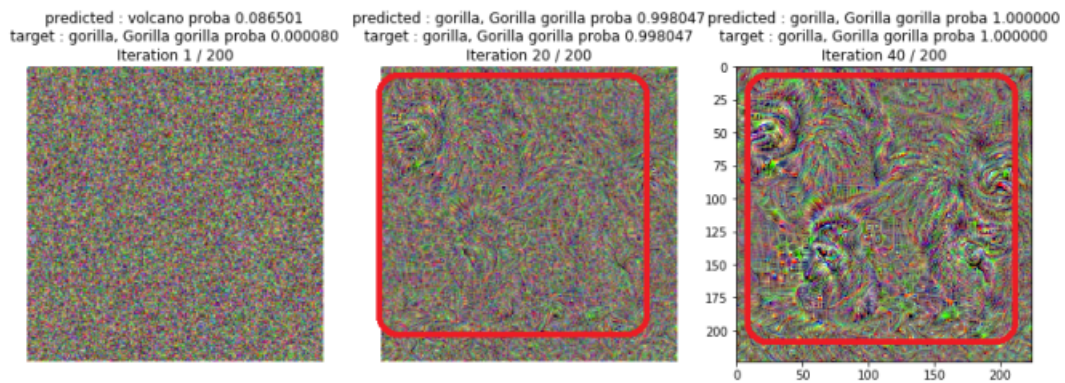 predicted : volcano proba 0.086501
target : gorilla, Gorilla gorilla proba 0.000080
Iteration 1 / 200
predicted : gorilla, Gorilla gorilla proba 0.998047
target : gorilla, Gorilla gorilla proba 0.998047
Iteration 20 / 200
predicted : gorilla, Gorilla gorilla proba 1.000000
target : gorilla, Gorilla gorilla proba 1.000000
Iteration 40 / 200
0
25
50
75
100
125
150
175
200
0 50 100 150 200